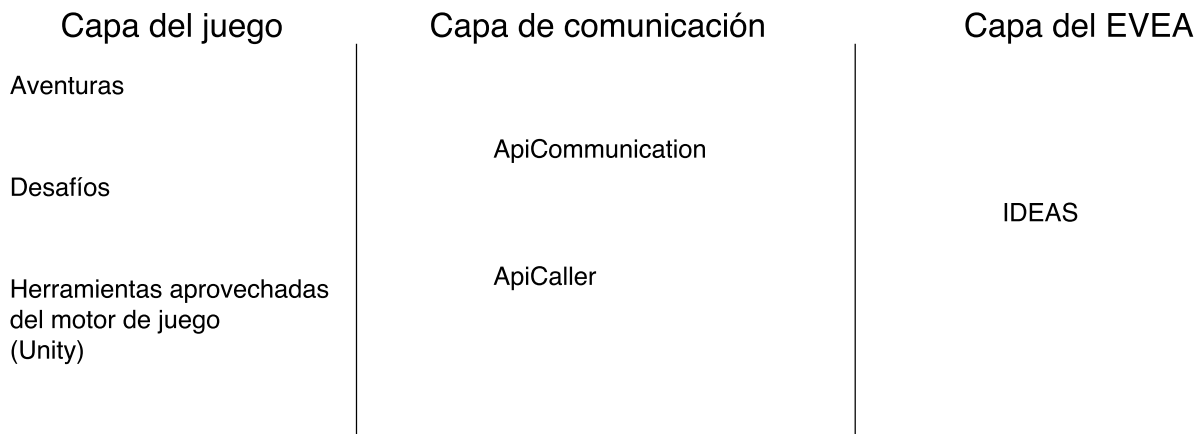 Capa del juego
Capa de comunicación
Capa del EVEA
Aventuras
ApiCommunication
Desafíos
IDEAS
ApiCaller
Herramientas aprovechadas
del motor de juego
(Unity)